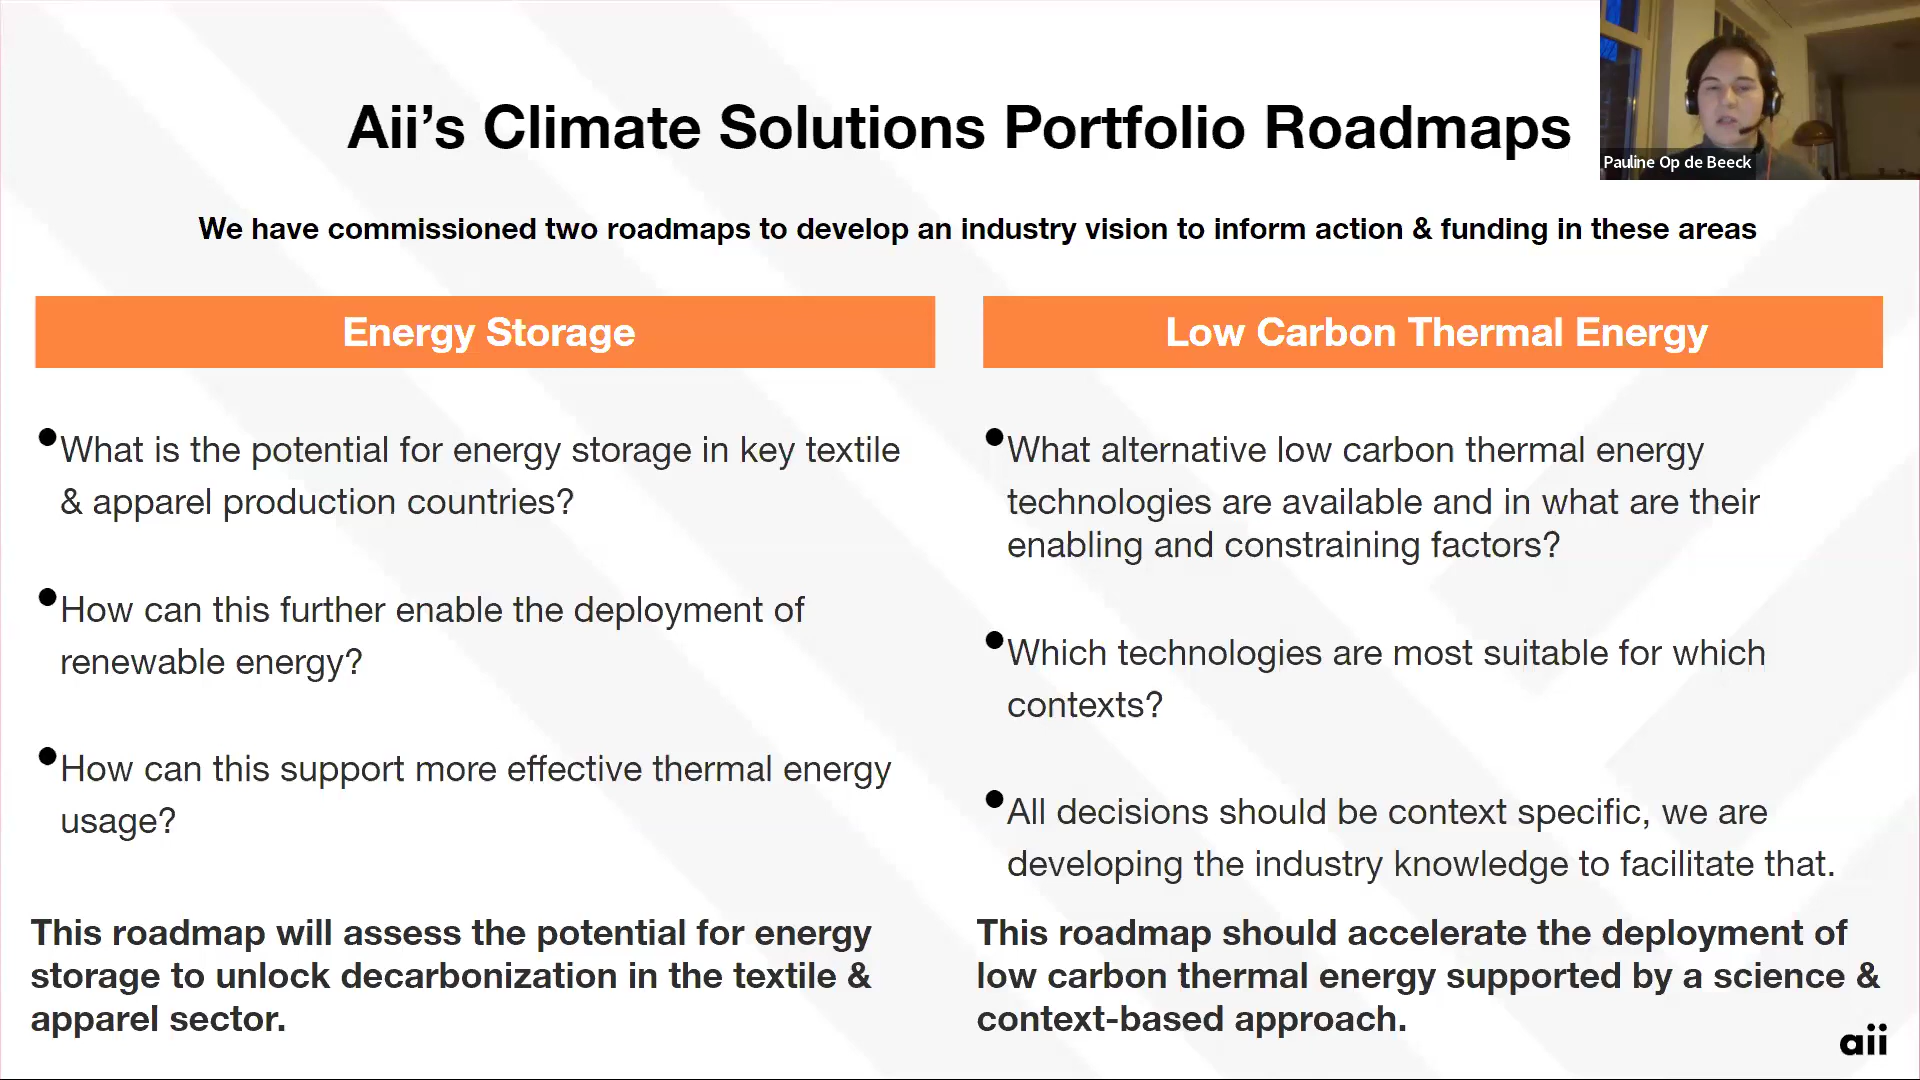 Aii’s Climate Solutions Portfolio Roadmaps
Pauline Op de Beeck
We have commissioned two roadmaps to develop an industry vision to inform action & funding in these areas
Energy Storage
•What is the potential for energy storage in key textile
& apparel production countries?
•How can this further enable the deployment of
renewable energy?
•How can this support more effective thermal energy
usage?
This roadmap will assess the potential for energy
storage to unlock decarbonization in the textile &
apparel sector.
Low Carbon Thermal Energy
•What alternative low carbon thermal energy
technologies are available and in what are their
enabling and constraining factors?
•Which technologies are most suitable for which
contexts?
•All decisions should be context specific, we are
developing the industry knowledge to facilitate that.
This roadmap should accelerate the deployment of
low carbon thermal energy supported by a science &
context-based approach.
aii